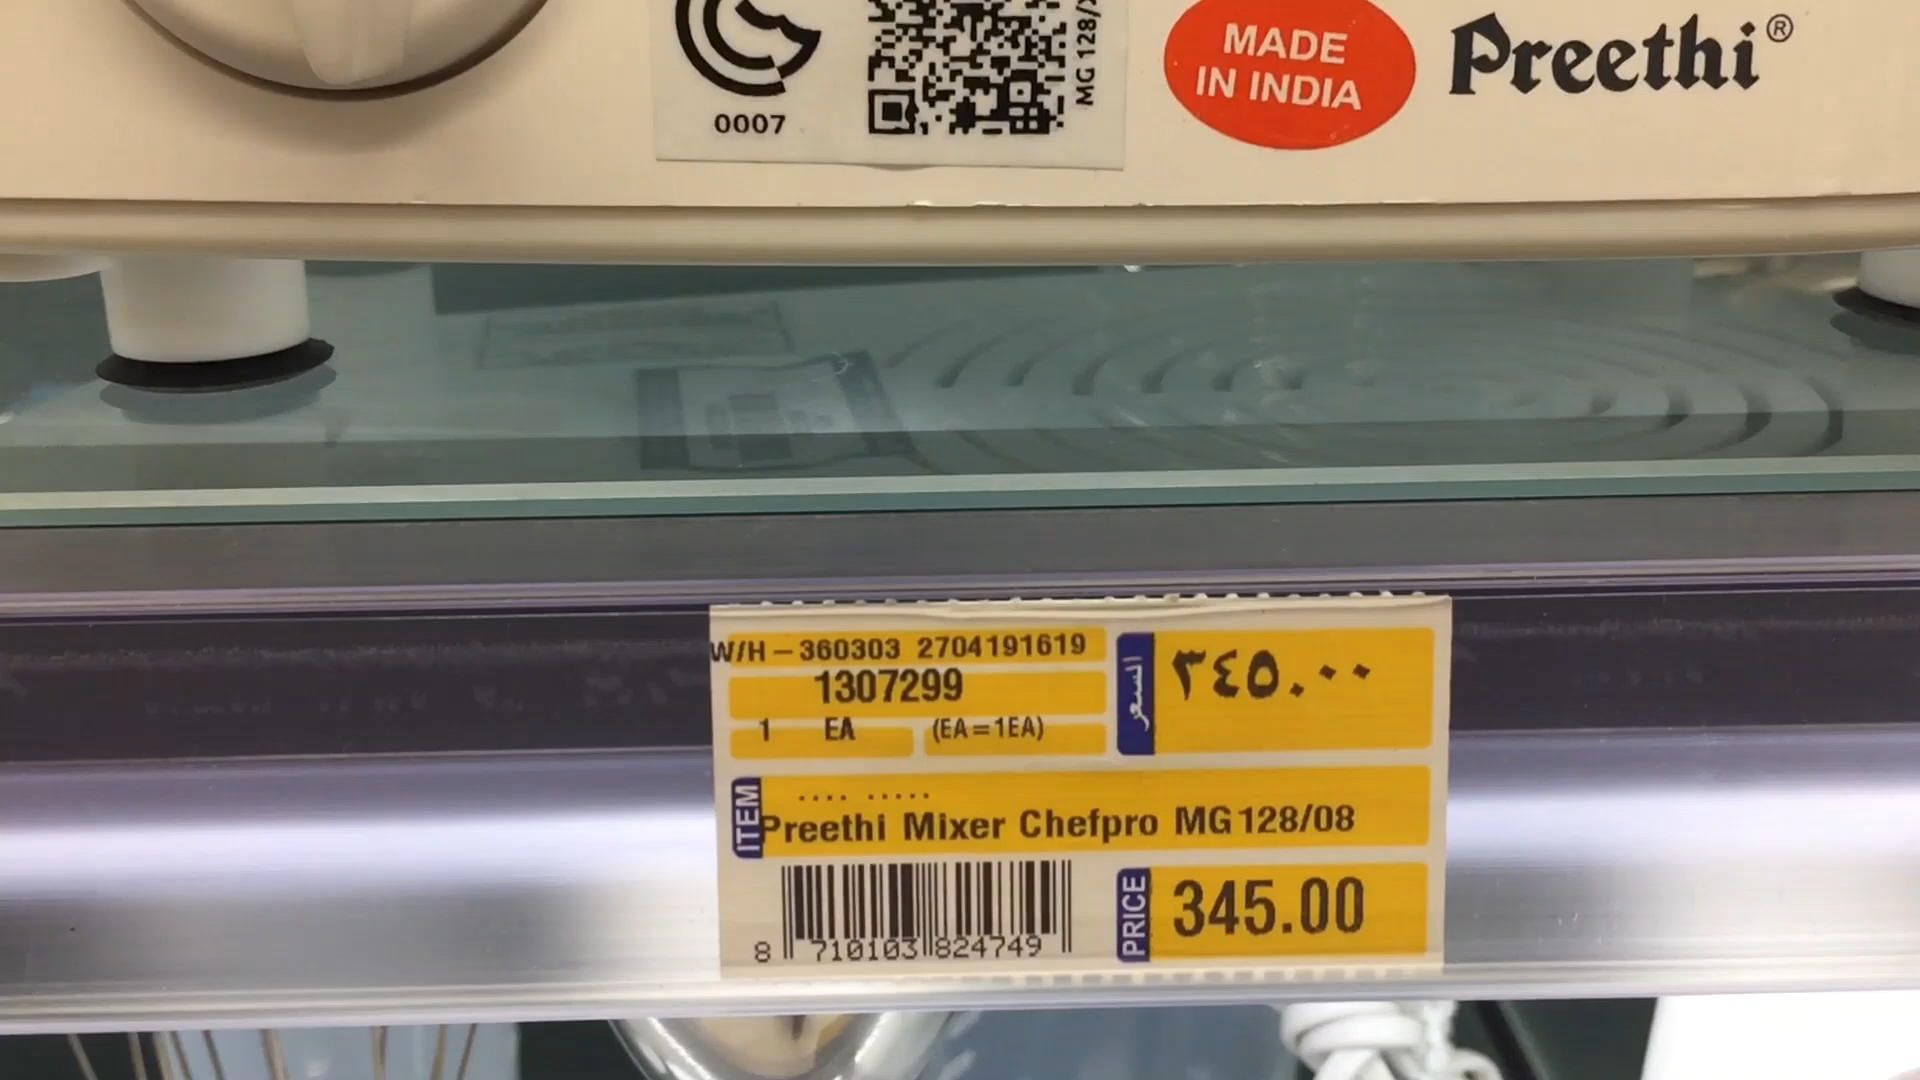 0007
MG 128/
MADE
IN INDIA
Preethi®
W/H – 360303 2704191619
1307299
1 EA (EA=1EA)
السعر
٣٤٥.٠٠
ITEM
.... .....
Preethi Mixer Chefpro MG 128/08
8 710103 824749
PRICE
345.00